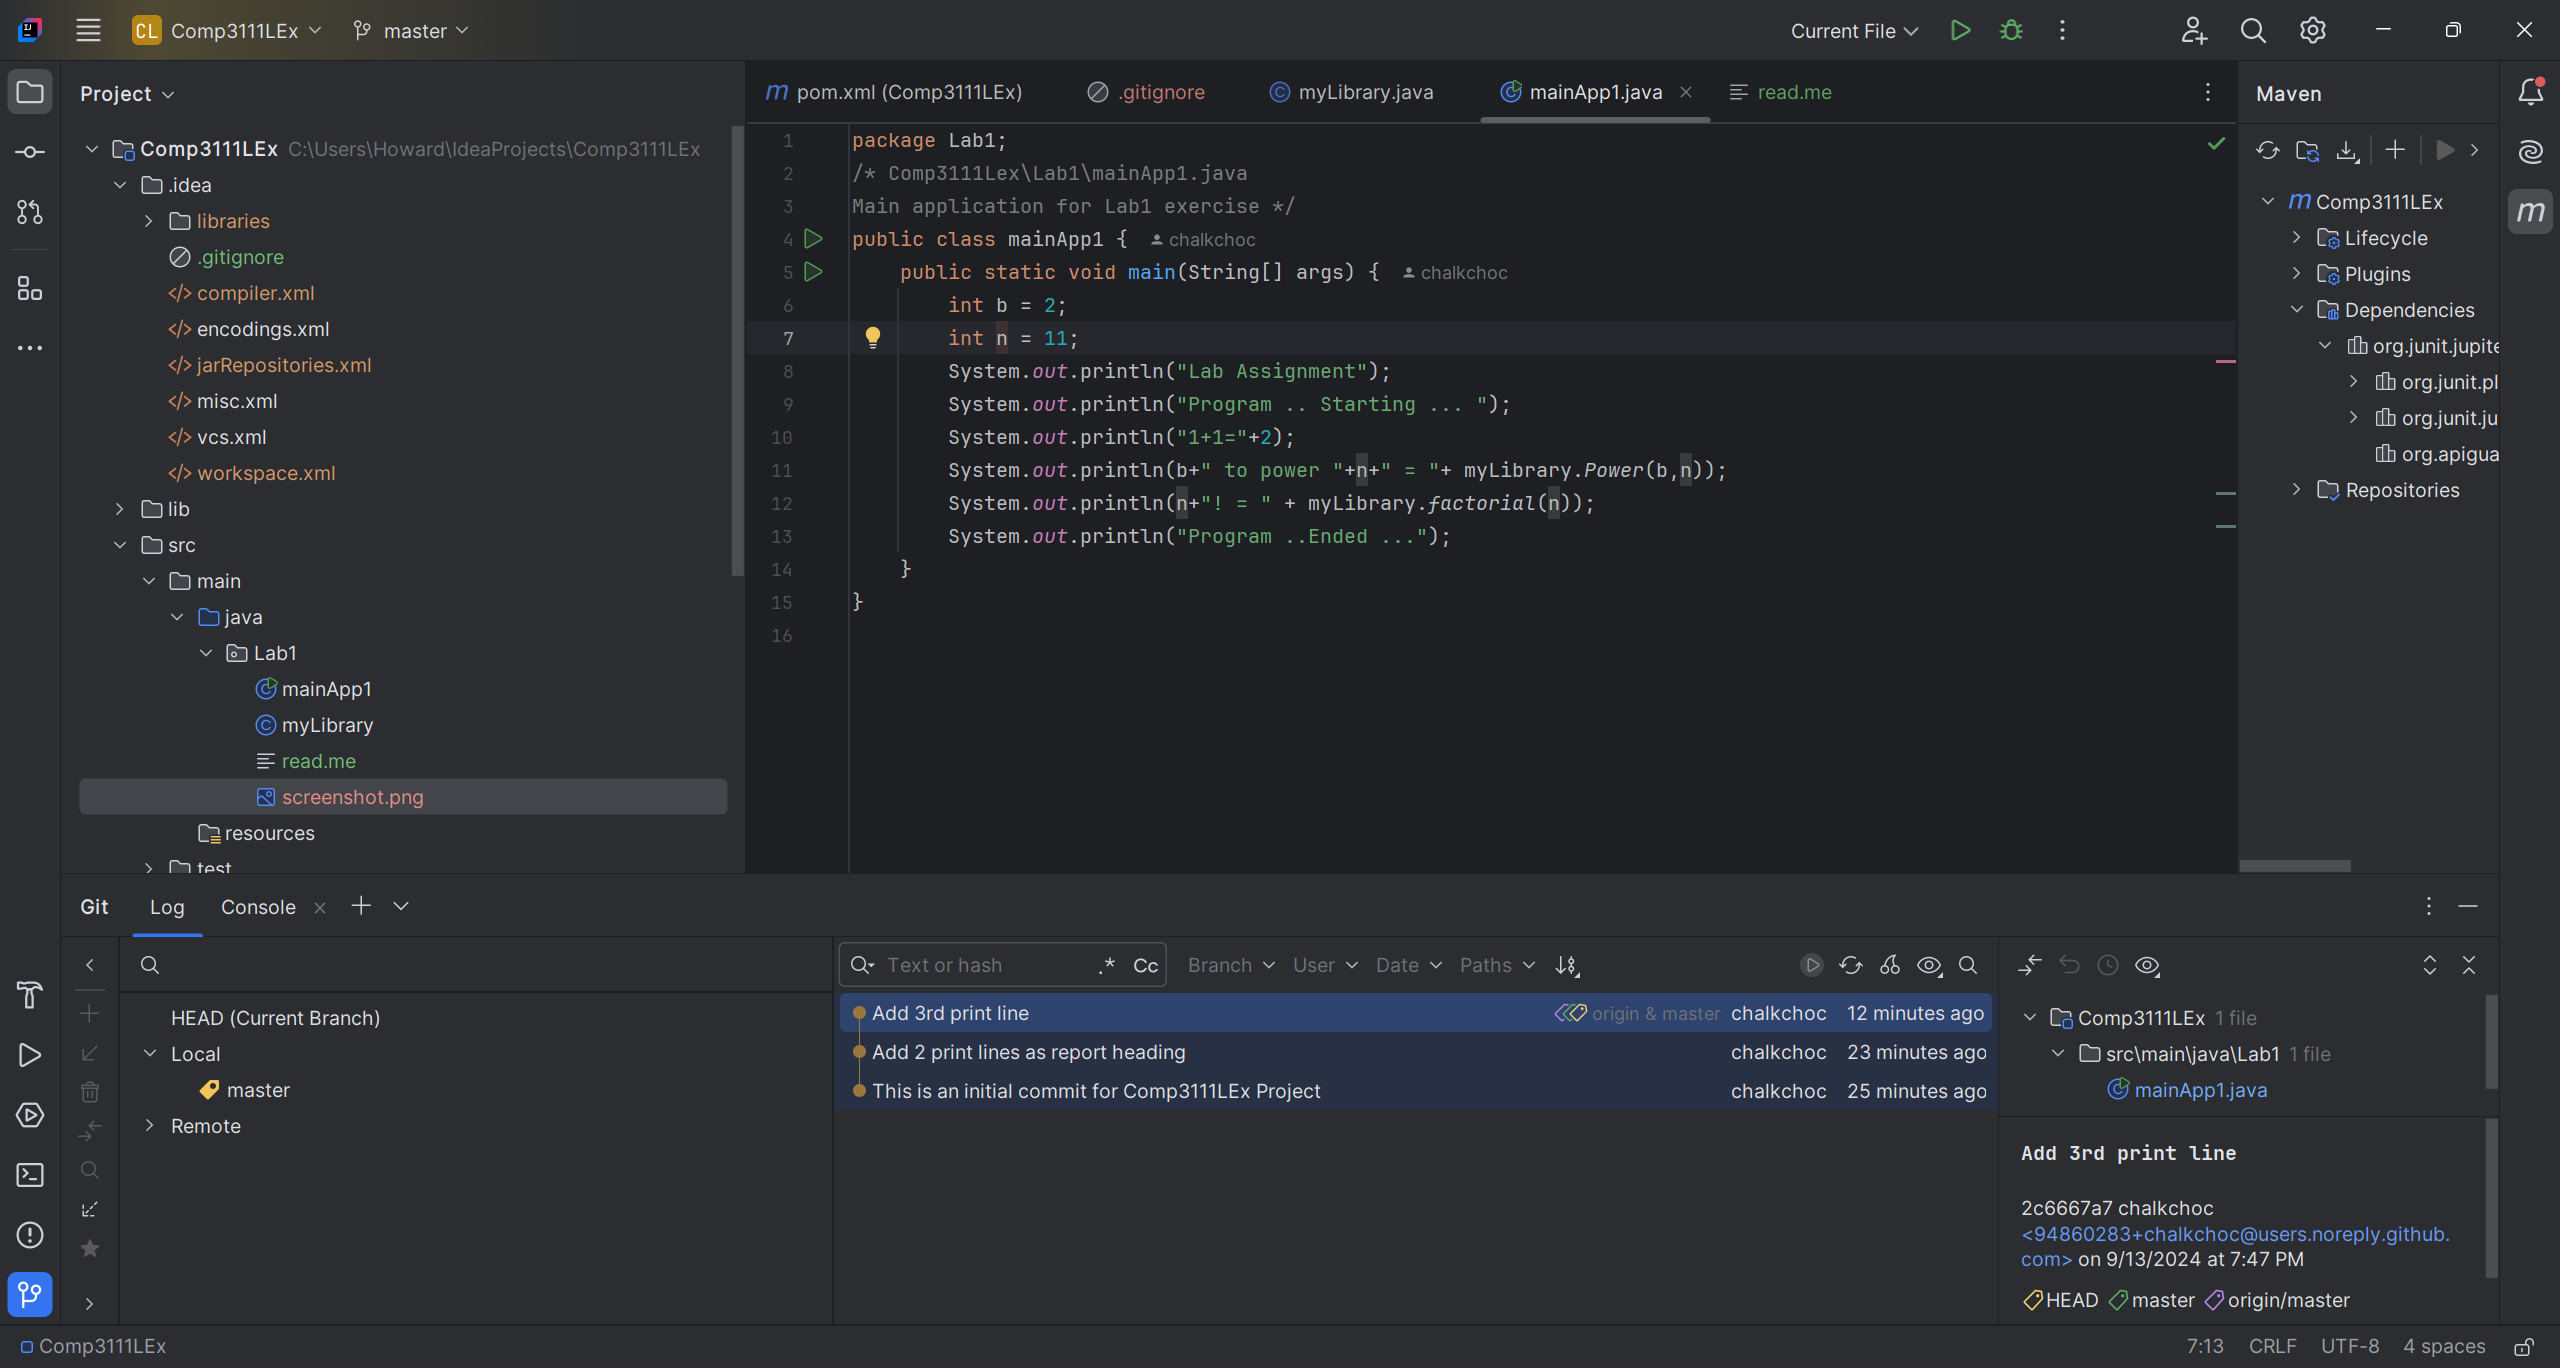 CL Comp3111LEx master Current File
Project
Comp3111LEx C:\Users\Howard\IdeaProjects\Comp3111LEx
.idea
libraries
.gitignore
compiler.xml
encodings.xml
jarRepositories.xml
misc.xml
vcs.xml
workspace.xml
lib
src
main
java
Lab1
mainApp1
myLibrary
read.me
screenshot.png
resources
test
pom.xml (Comp3111LEx) .gitignore myLibrary.java mainApp1.java read.me
1 package Lab1;
2 /* Comp3111Lex\Lab1\mainApp1.java
3 Main application for Lab1 exercise */
4 public class mainApp1 { chalkchoc
5 public static void main(String[] args) { chalkchoc
6 int b = 2;
7 int n = 11;
8 System.out.println("Lab Assignment");
9 System.out.println("Program .. Starting ... ");
10 System.out.println("1+1="+2);
11 System.out.println(b+" to power "+n+" = "+ myLibrary.Power(b,n));
12 System.out.println(n+"! = " + myLibrary.factorial(n));
13 System.out.println("Program ..Ended ...");
14 }
15 }
16
Maven
Comp3111LEx
Lifecycle
Plugins
Dependencies
org.junit.jupite
org.junit.pl
org.junit.ju
org.apigua
Repositories
Git Log Console
HEAD (Current Branch)
Local
master
Remote
Text or hash .* Cc Branch User Date Paths
Add 3rd print line origin & master chalkchoc 12 minutes ago
Add 2 print lines as report heading chalkchoc 23 minutes ago
This is an initial commit for Comp3111LEx Project chalkchoc 25 minutes ago
Comp3111LEx 1 file
src\main\java\Lab1 1 file
mainApp1.java
Add 3rd print line
2c6667a7 chalkchoc
<94860283+chalkchoc@users.noreply.github.
com> on 9/13/2024 at 7:47 PM
HEAD master origin/master
Comp3111LEx 7:13 CRLF UTF-8 4 spaces